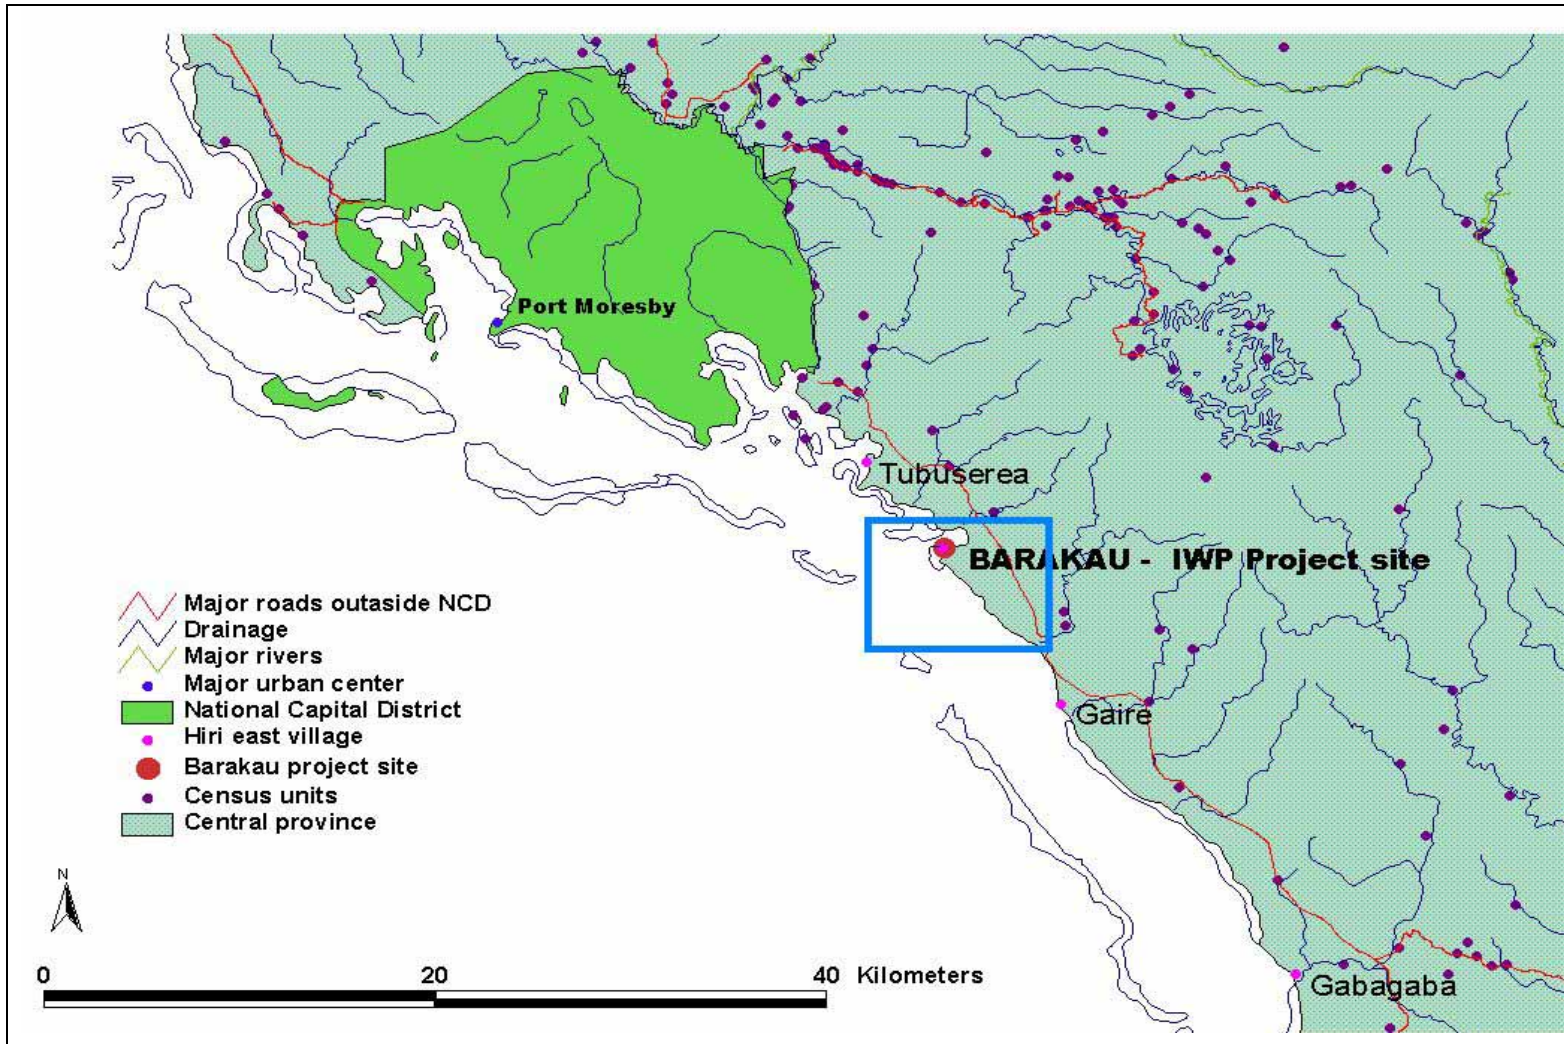 Port Moresby
Tubuserea
BARAKAU - IWP Project site
Gaire
Gabagaba
Major roads outaside NCD
Drainage
Major rivers
Major urban center
National Capital District
Hiri east village
Barakau project site
Census units
Central province
N
0 20 40 Kilometers